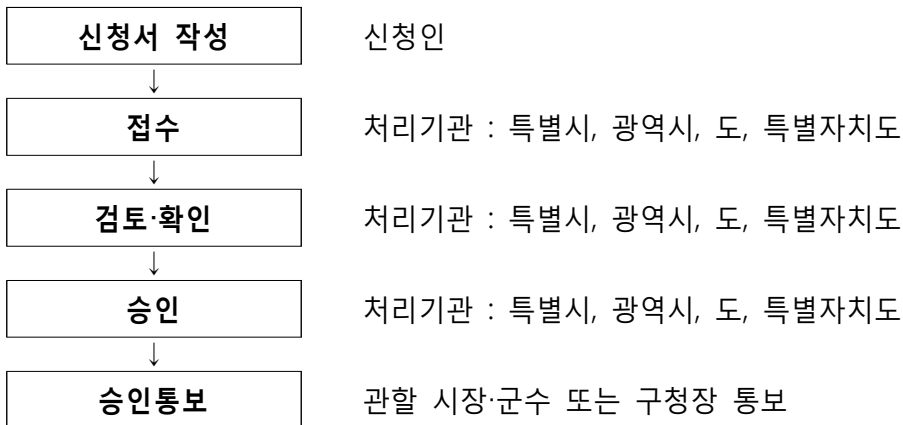 신청서 작성 신청인
↓
접수 처리기관 : 특별시, 광역시, 도, 특별자치도
↓
검토·확인 처리기관 : 특별시, 광역시, 도, 특별자치도
↓
승인 처리기관 : 특별시, 광역시, 도, 특별자치도
↓
승인통보 관할 시장·군수 또는 구청장 통보